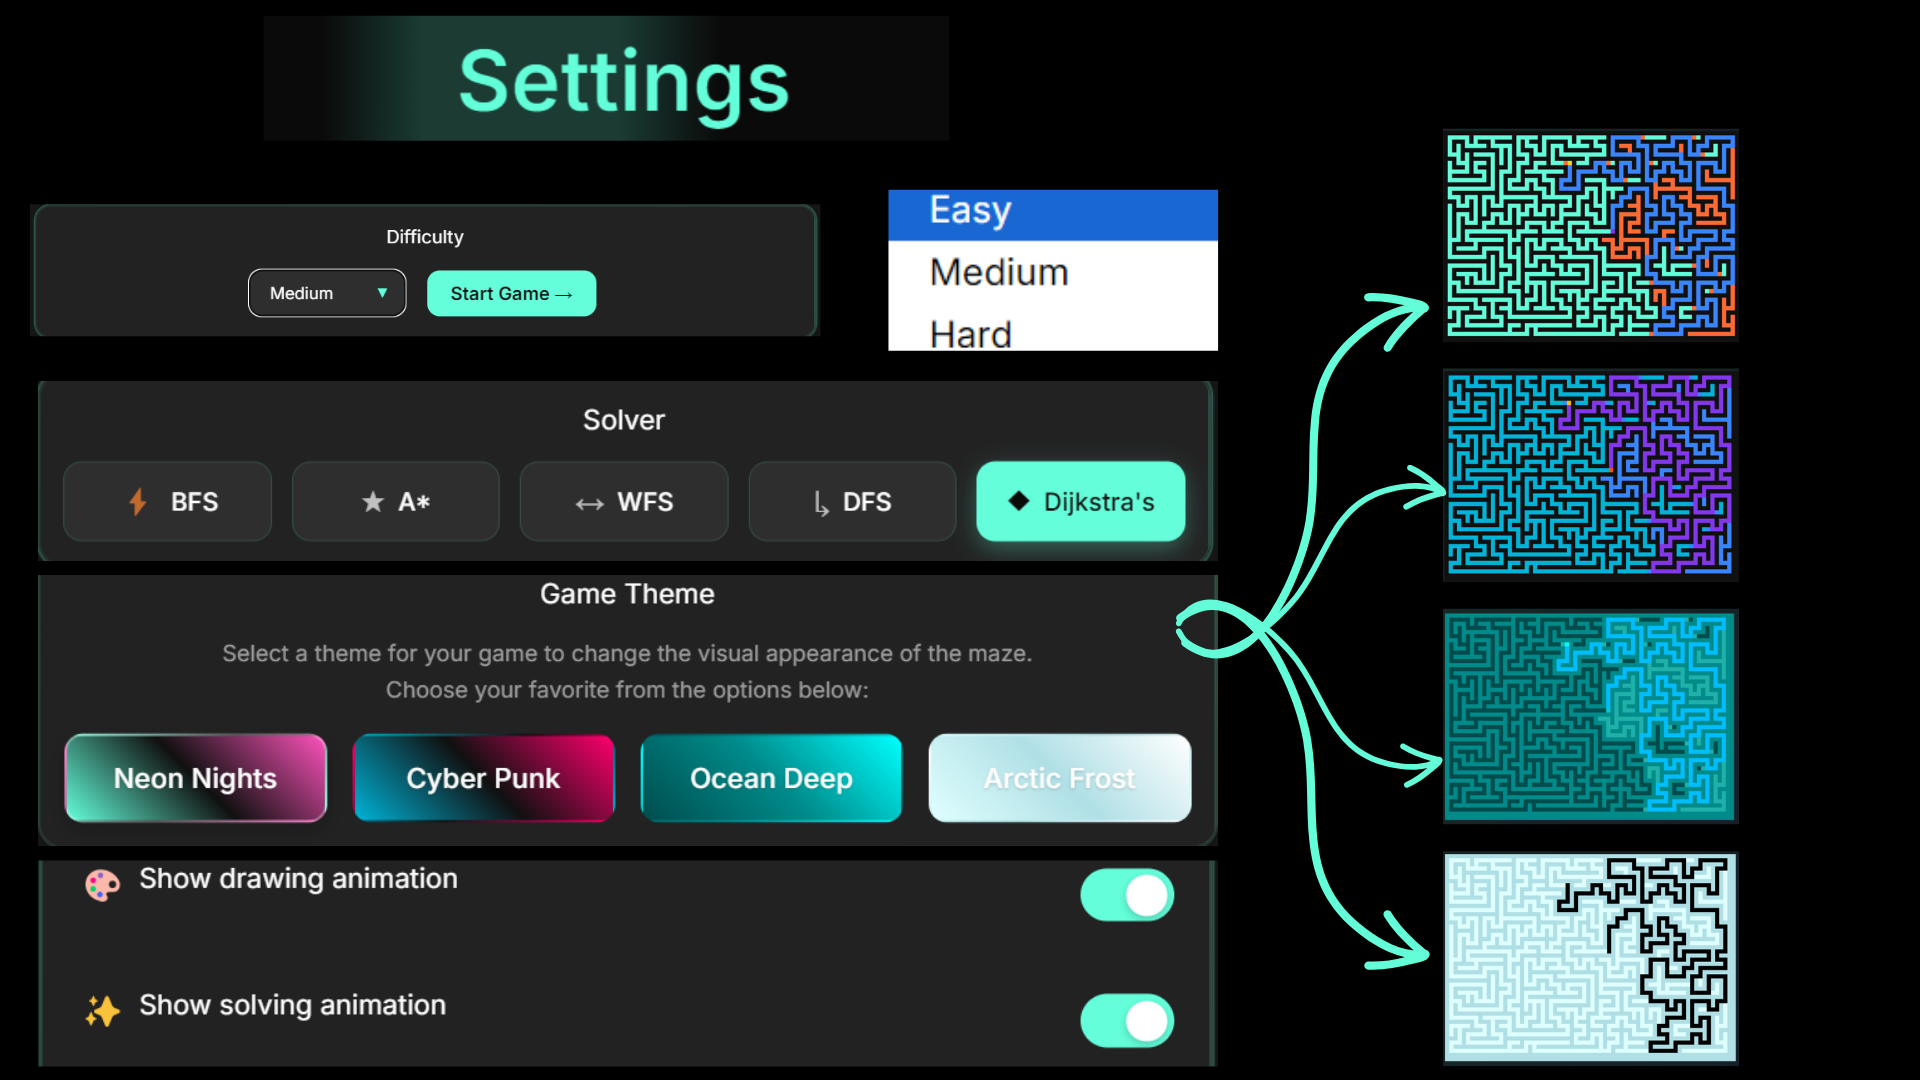 Settings
Difficulty
Medium ▼
Start Game →
Easy
Medium
Hard
Solver
BFS
★ A*
↔ WFS
↳ DFS
◆ Dijkstra's
Game Theme
Select a theme for your game to change the visual appearance of the maze.
Choose your favorite from the options below:
Neon Nights
Cyber Punk
Ocean Deep
Arctic Frost
Show drawing animation
Show solving animation